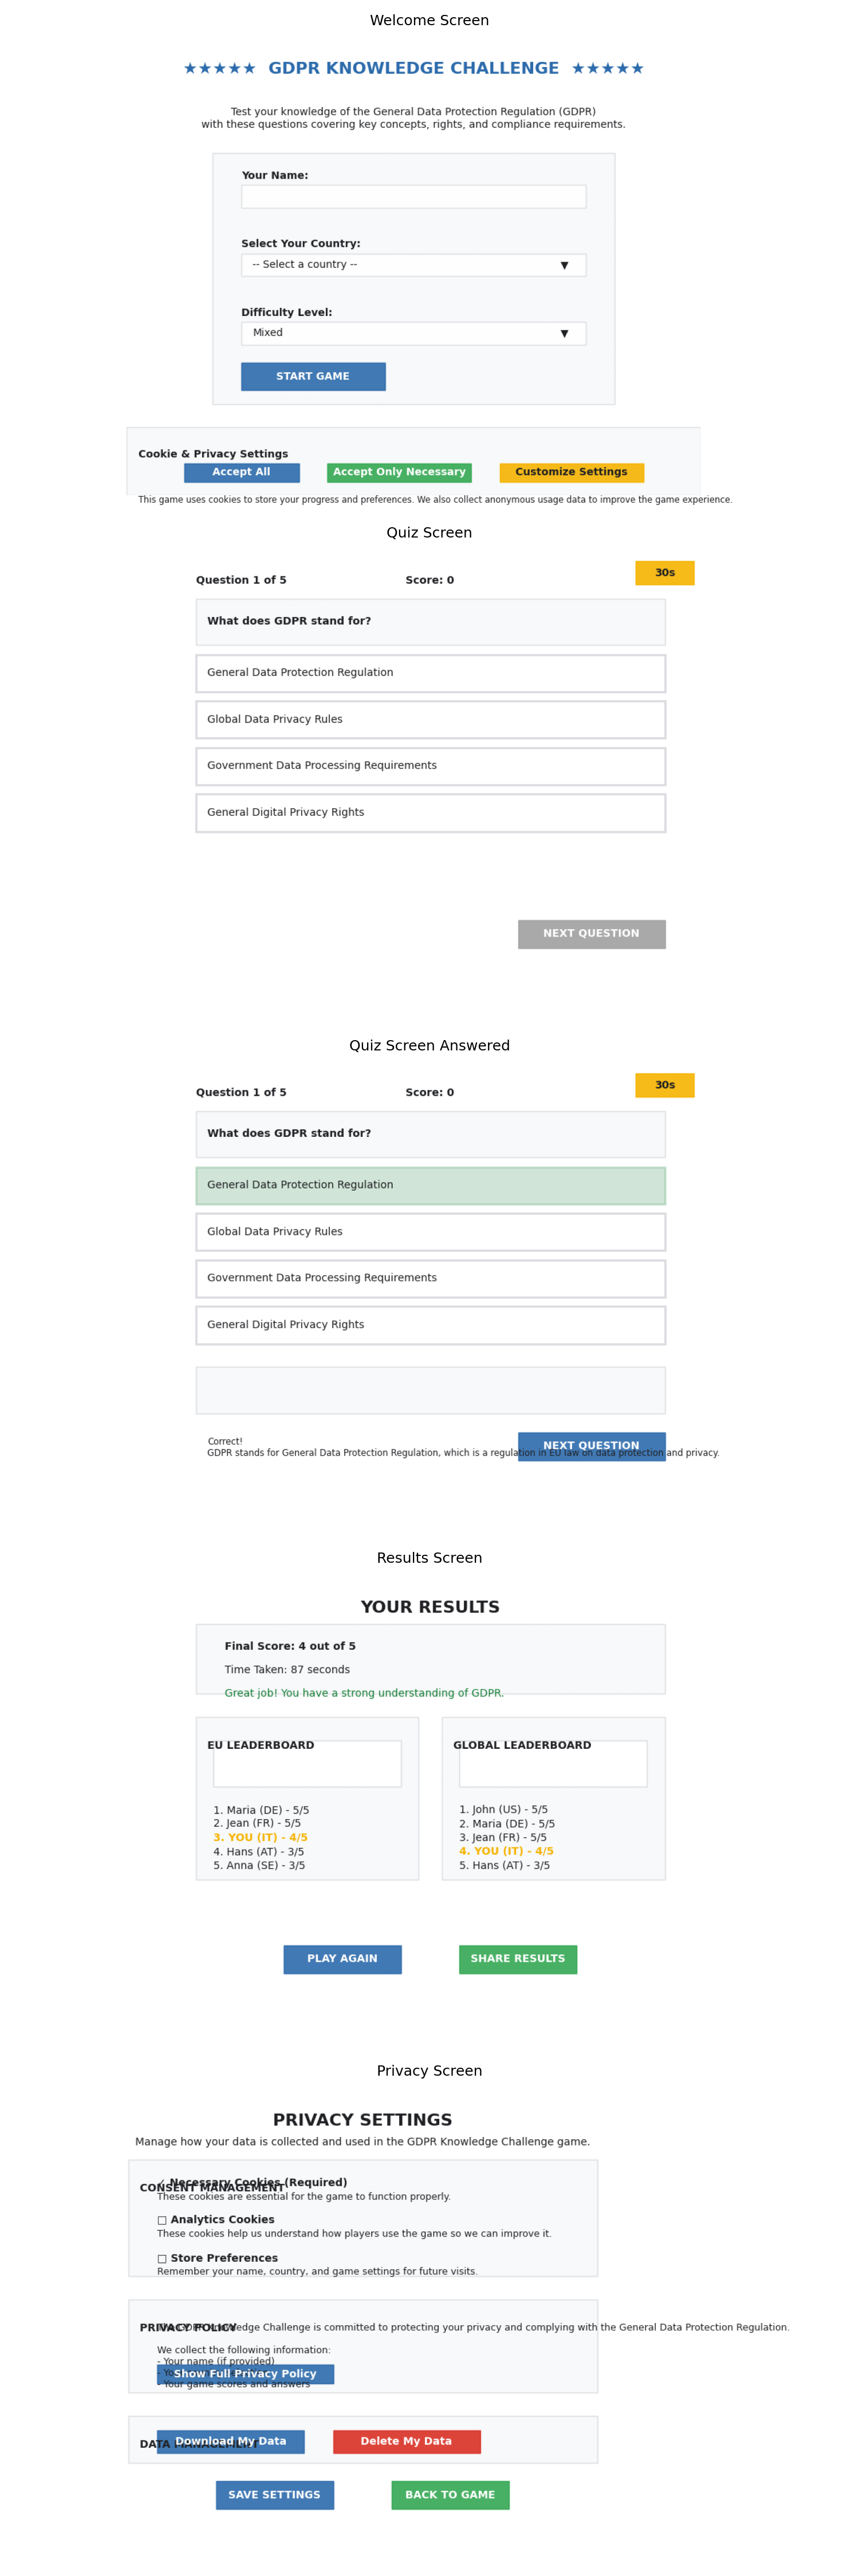 Welcome Screen
★★★★★ GDPR KNOWLEDGE CHALLENGE ★★★★★
Test your knowledge of the General Data Protection Regulation (GDPR)
with these questions covering key concepts, rights, and compliance requirements.
Your Name:
Select Your Country:
-- Select a country -- ▼
Difficulty Level:
Mixed ▼
START GAME
Cookie & Privacy Settings
Accept All Accept Only Necessary Customize Settings
This game uses cookies to store your progress and preferences. We also collect anonymous usage data to improve the game experience.
Quiz Screen
30s
Question 1 of 5 Score: 0
What does GDPR stand for?
General Data Protection Regulation
Global Data Privacy Rules
Government Data Processing Requirements
General Digital Privacy Rights
NEXT QUESTION
Quiz Screen Answered
30s
Question 1 of 5 Score: 0
What does GDPR stand for?
General Data Protection Regulation
Global Data Privacy Rules
Government Data Processing Requirements
General Digital Privacy Rights
Correct!
NEXT QUESTION
GDPR stands for General Data Protection Regulation, which is a regulation in EU law on data protection and privacy.
Results Screen
YOUR RESULTS
Final Score: 4 out of 5
Time Taken: 87 seconds
Great job! You have a strong understanding of GDPR.
EU LEADERBOARD
1. Maria (DE) - 5/5
2. Jean (FR) - 5/5
3. YOU (IT) - 4/5
4. Hans (AT) - 3/5
5. Anna (SE) - 3/5
GLOBAL LEADERBOARD
1. John (US) - 5/5
2. Maria (DE) - 5/5
3. Jean (FR) - 5/5
4. YOU (IT) - 4/5
5. Hans (AT) - 3/5
PLAY AGAIN SHARE RESULTS
Privacy Screen
PRIVACY SETTINGS
Manage how your data is collected and used in the GDPR Knowledge Challenge game.
✓ Necessary Cookies (Required)
CONSENT MANAGEMENT
These cookies are essential for the game to function properly.
□ Analytics Cookies
These cookies help us understand how players use the game so we can improve it.
□ Store Preferences
Remember your name, country, and game settings for future visits.
PRIVACY POLICY
Knowledge Challenge is committed to protecting your privacy and complying with the General Data Protection Regulation.
We collect the following information:
- Your name (if provided)
Show Full Privacy Policy
- Your game scores and answers
Download My Data Delete My Data
DATA MANAGEMENT
SAVE SETTINGS BACK TO GAME